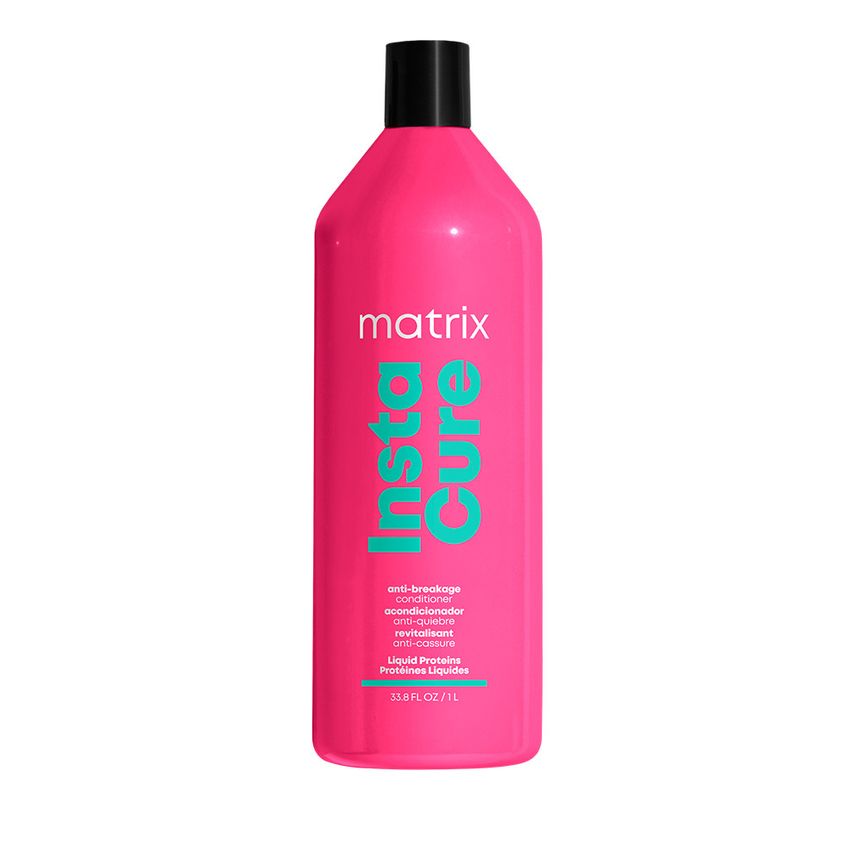 matrix
Insta
Cure
anti-breakage
conditioner
acondicionador
anti-quiebre
revitalisant
anti-cassure
Liquid Proteins
Protéines Liquides
33.8 FL OZ / 1 L